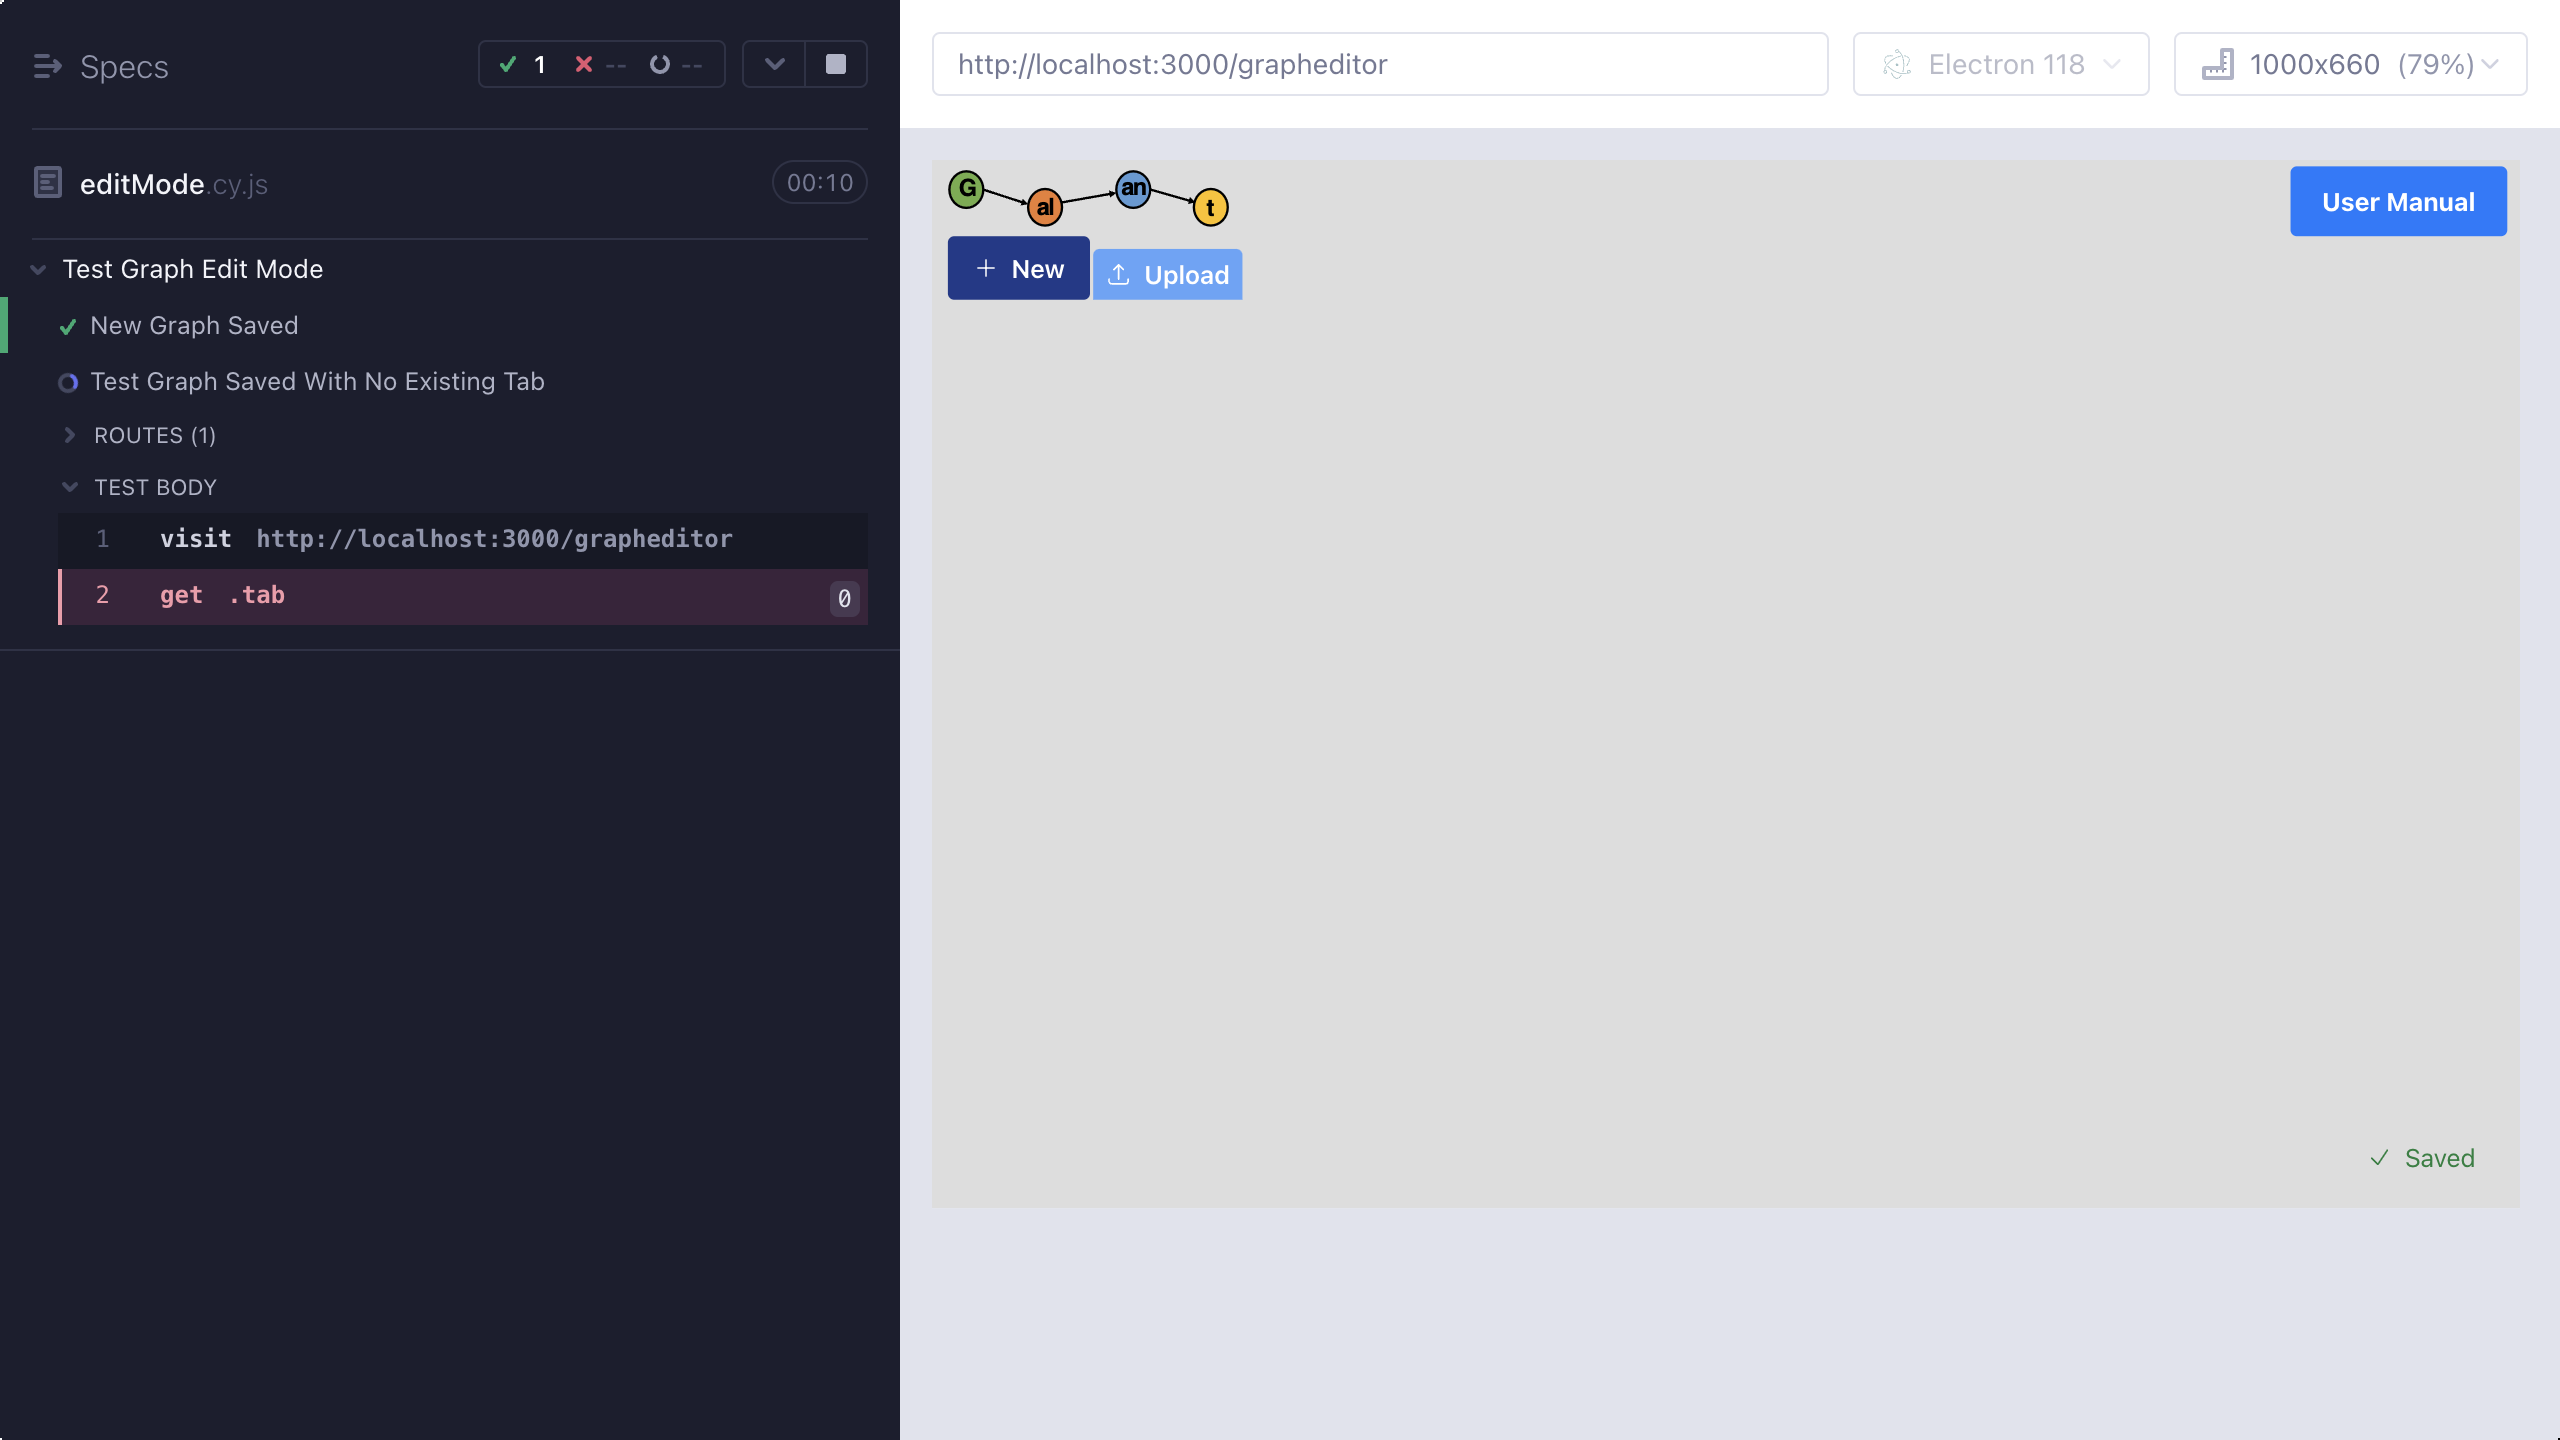 Specs
1 -- --
editMode.cy.js 00:10
Test Graph Edit Mode
New Graph Saved
Test Graph Saved With No Existing Tab
ROUTES (1)
TEST BODY
1 visit http://localhost:3000/grapheditor
2 get .tab 0
http://localhost:3000/grapheditor
Electron 118
1000x660 (79%)
G al an t
User Manual
+ New
Upload
Saved